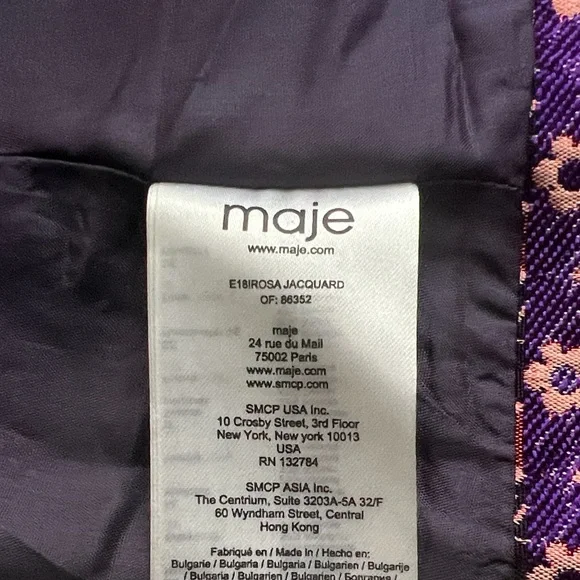 maje
www.maje.com
E18IROSA JACQUARD
OF: 86352
maje
24 rue du Mail
75002 Paris
www.maje.com
www.smcp.com
SMCP USA Inc.
10 Crosby Street, 3rd Floor
New York, New york 10013
USA
RN 132784
SMCP ASIA Inc.
The Centrium, Suite 3203A-5A 32/F
60 Wyndham Street, Central
Hong Kong
Fabriqué en / Made in / Hecho en:
Bulgarie / Bulgaria / Bulgaria / Bulgarien / Bulgarije
/ Bulgaria / Bulgarien / Болгария /